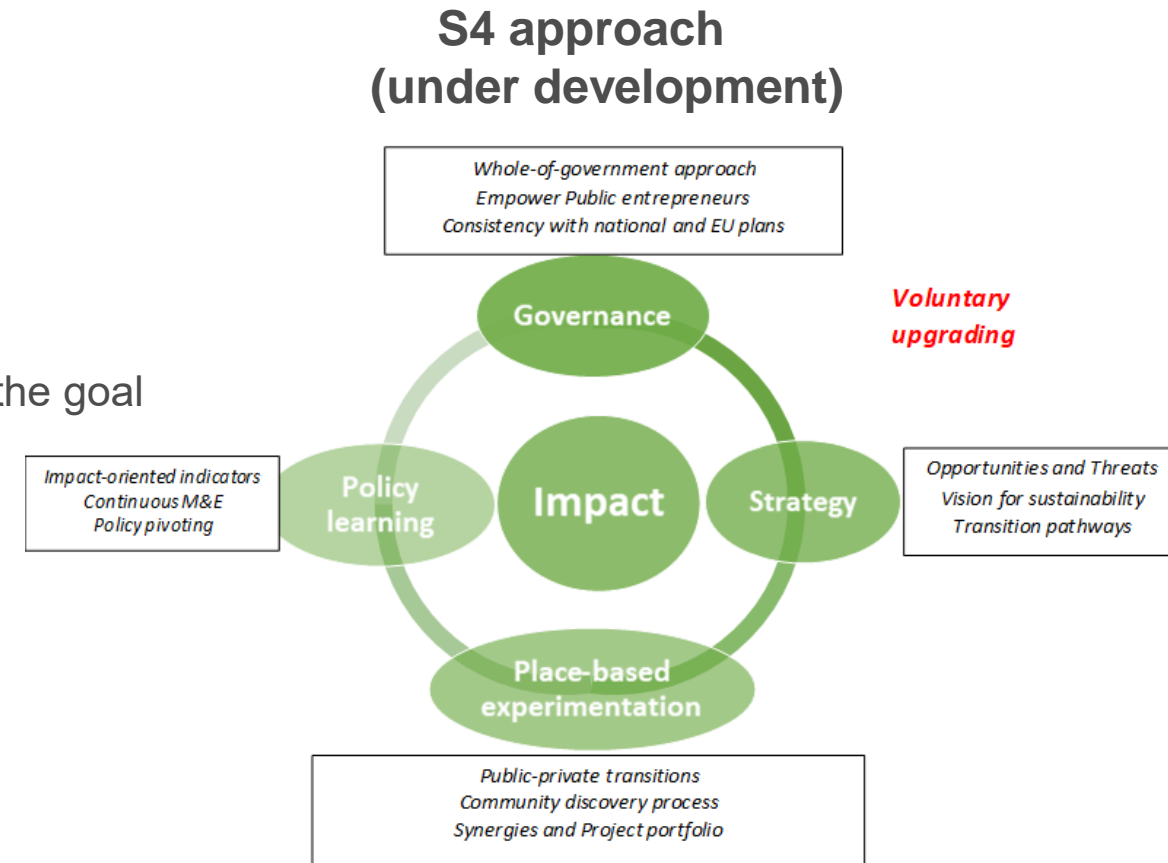 S4 approach
(under development)
Whole-of-government approach
Empower Public entrepreneurs
Consistency with national and EU plans
Governance
Voluntary
upgrading
the goal
Impact-oriented indicators
Continuous M&E
Policy pivoting
Policy
learning
Impact
Strategy
Opportunities and Threats
Vision for sustainability
Transition pathways
Place-based
experimentation
Public-private transitions
Community discovery process
Synergies and Project portfolio